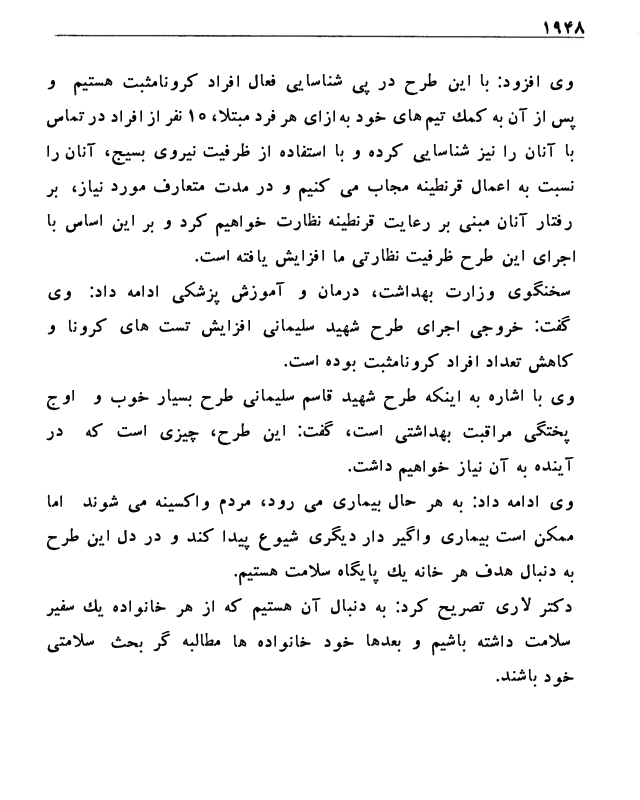 ۱۹۴۸
وی افزود: با این طرح در پی شناسایی فعال افراد کرونامثبت هستیم و
پس از آن به کمک تیم های خود به ازای هر فرد مبتلا، ۱۵ نفر از افراد در تماس
با آنان را نیز شناسایی کرده و با استفاده از ظرفیت نیروی بسیج، آنان را
نسبت به اعمال قرنطینه مجاب می کنیم و در مدت متعارف مورد نیاز، بر
رفتار آنان مبنی بر رعایت قرنطینه نظارت خواهیم کرد و بر این اساس با
اجرای این طرح ظرفیت نظارتی ما افزایش یافته است.
سخنگوی وزارت بهداشت، درمان و آموزش پزشکی ادامه داد: وی
گفت: خروجی اجرای طرح شهید سلیمانی افزایش تست های کرونا و
کاهش تعداد افراد کرونامثبت بوده است.
وی با اشاره به اینکه طرح شهید قاسم سلیمانی طرح بسیار خوب و اوج
پختگی مراقبت بهداشتی است، گفت: این طرح، چیزی است که در
آینده به آن نیاز خواهیم داشت.
وی ادامه داد: به هر حال بیماری می رود، مردم واکسینه می شوند اما
ممکن است بیماری واگیر دار دیگری شیوع پیدا کند و در دل این طرح
به دنبال هدف هر خانه یک پایگاه سلامت هستیم.
دکتر لاری تصریح کرد: به دنبال آن هستیم که از هر خانواده یک سفیر
سلامت داشته باشیم و بعدها خود خانواده ها مطالبه گر بحث سلامتی
خود باشند.